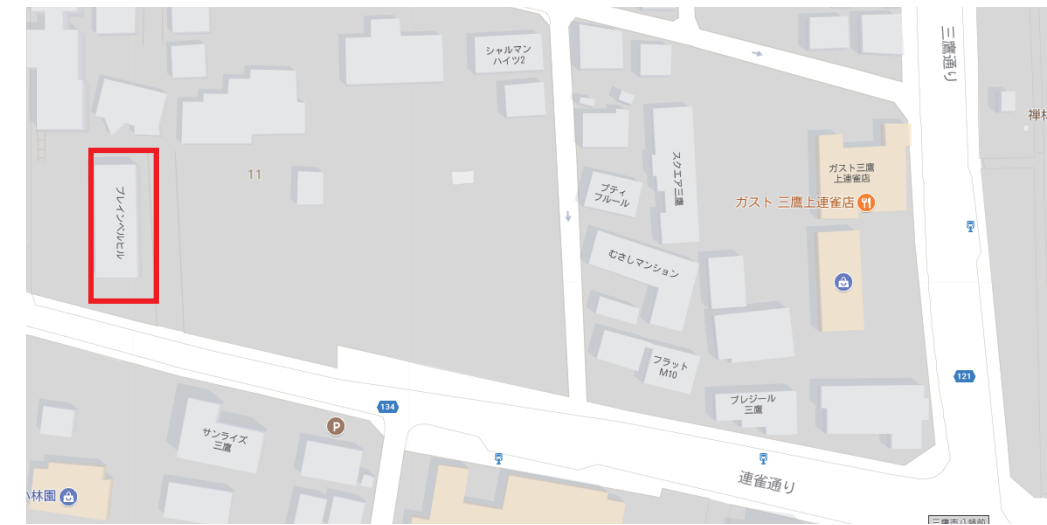 シャルマン
ハイツ2
三鷹通り
禅林
11
ブレインベルビル
スクエア三鷹
プティ
フルール
ガスト三鷹
上連雀店
ガスト 三鷹上連雀店
むさしマンション
フラット
M10
121
134
プレジール
三鷹
P
サンライズ
三鷹
連雀通り
小林園
三鷹市八幡前